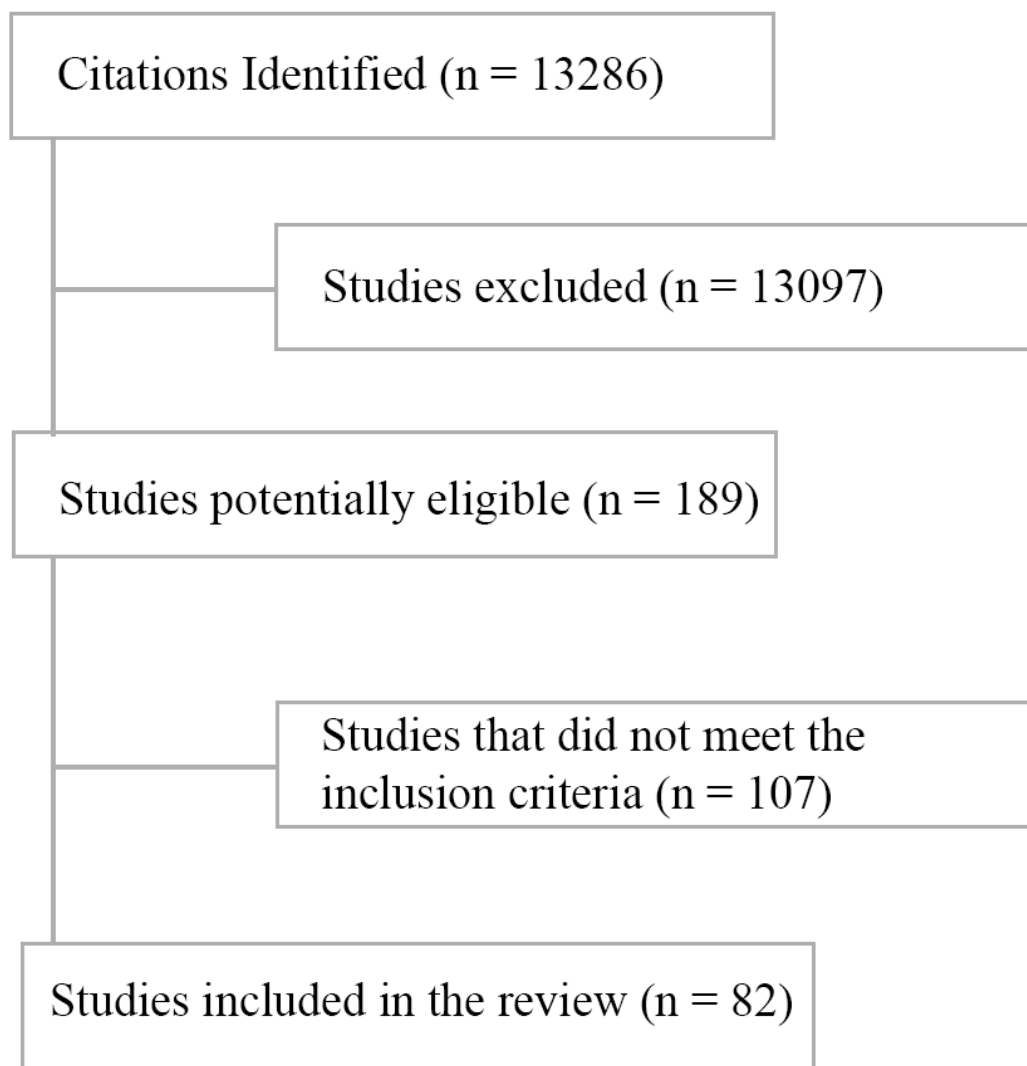 Citations Identified (n = 13286)
Studies excluded (n = 13097)
Studies potentially eligible (n = 189)
Studies that did not meet the
inclusion criteria (n = 107)
Studies included in the review (n = 82)